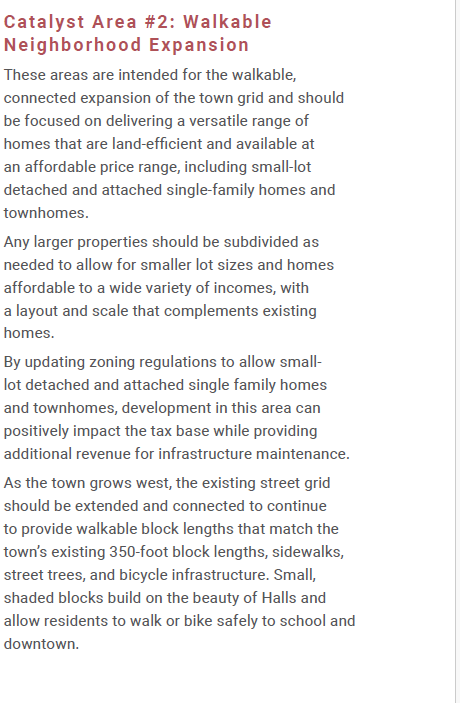 Catalyst Area #2: Walkable
Neighborhood Expansion
These areas are intended for the walkable,
connected expansion of the town grid and should
be focused on delivering a versatile range of
homes that are land-efficient and available at
an affordable price range, including small-lot
detached and attached single-family homes and
townhomes.
Any larger properties should be subdivided as
needed to allow for smaller lot sizes and homes
affordable to a wide variety of incomes, with
a layout and scale that complements existing
homes.
By updating zoning regulations to allow small-
lot detached and attached single family homes
and townhomes, development in this area can
positively impact the tax base while providing
additional revenue for infrastructure maintenance.
As the town grows west, the existing street grid
should be extended and connected to continue
to provide walkable block lengths that match the
town’s existing 350-foot block lengths, sidewalks,
street trees, and bicycle infrastructure. Small,
shaded blocks build on the beauty of Halls and
allow residents to walk or bike safely to school and
downtown.